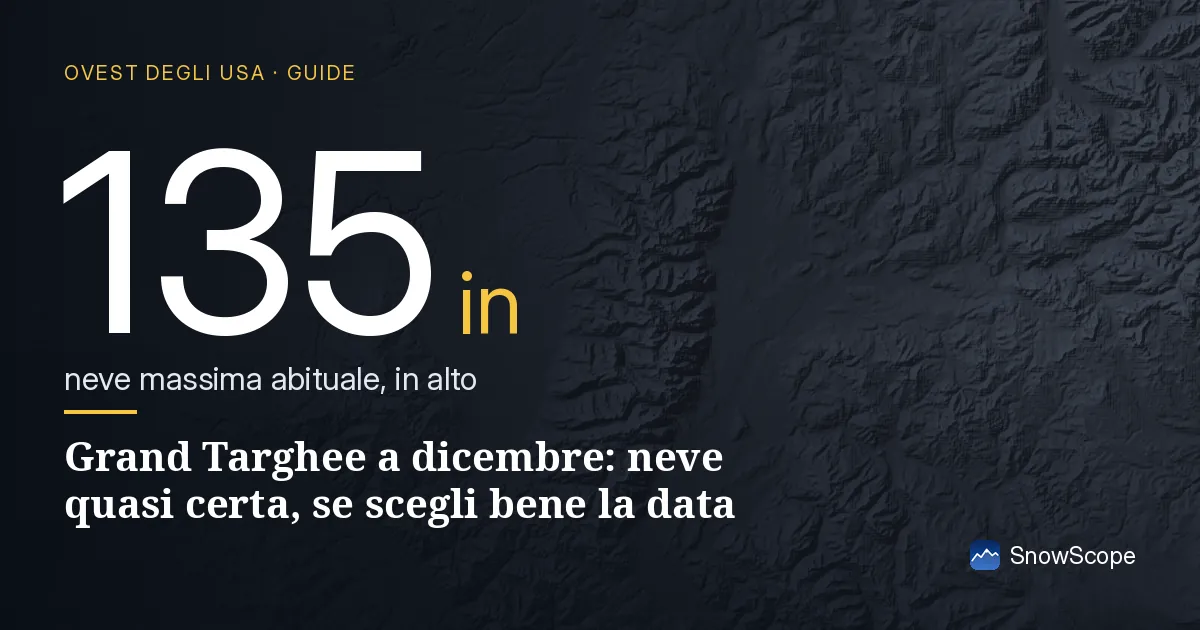 OVEST DEGLI USA · GUIDE
135 in
neve massima abituale, in alto
Grand Targhee a dicembre: neve
quasi certa, se scegli bene la data
SnowScope